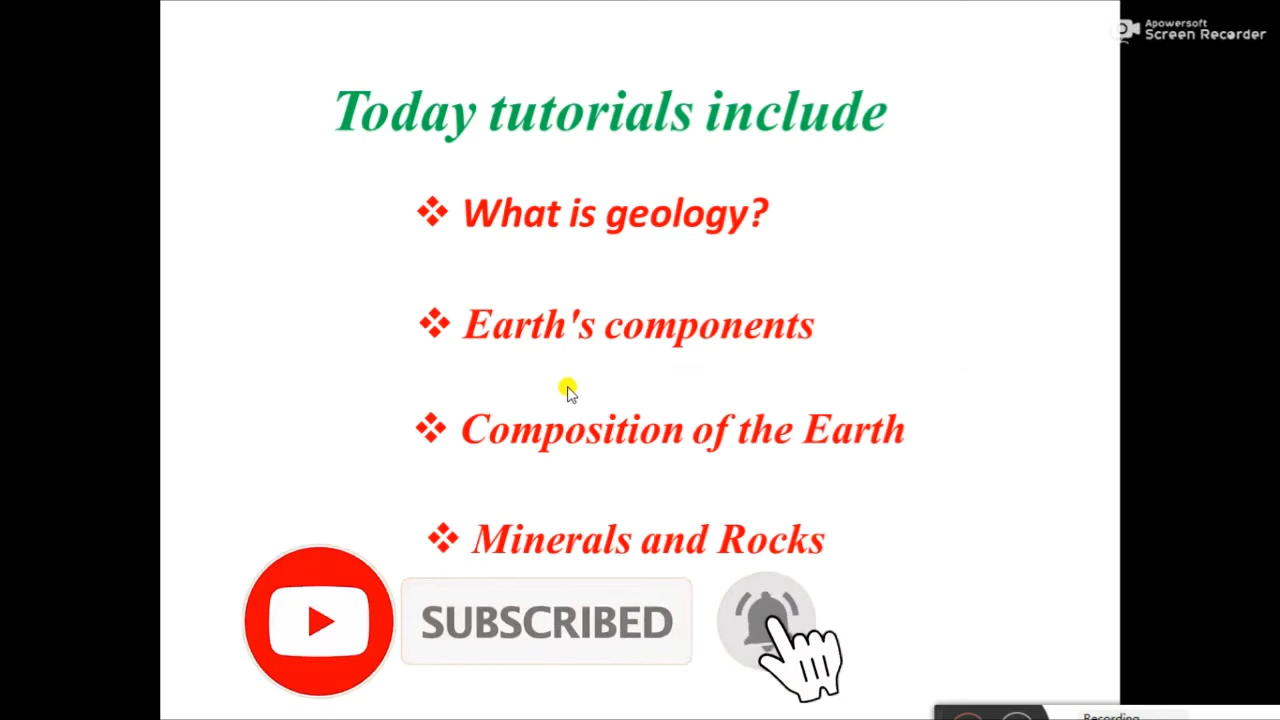 Apowersoft
Screen Recorder
Today tutorials include
❖ What is geology?
❖ Earth's components
❖ Composition of the Earth
❖ Minerals and Rocks
SUBSCRIBED
Recording